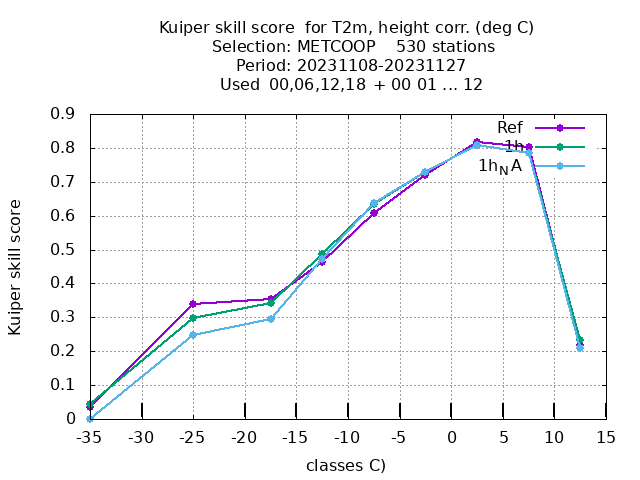 Kuiper skill score  for T2m, height corr. (deg C)
Selection: METCOOP    530 stations
Period: 20231108-20231127
Used 00,06,12,18 + 00 01 ... 12
Ref
1h
1h_N A
Kuiper skill score
0.9
0.8
0.7
0.6
0.5
0.4
0.3
0.2
0.1
0
-35 -30 -25 -20 -15 -10 -5 0 5 10 15
classes C)